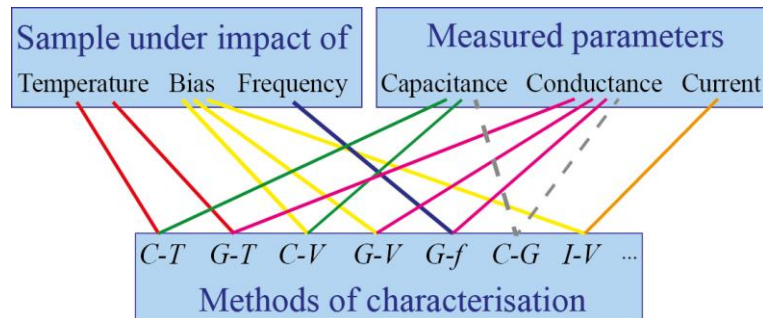 Sample under impact of
Temperature Bias Frequency
Measured parameters
Capacitance Conductance Current
C-T G-T C-V G-V G-f C-G I-V ...
Methods of characterisation